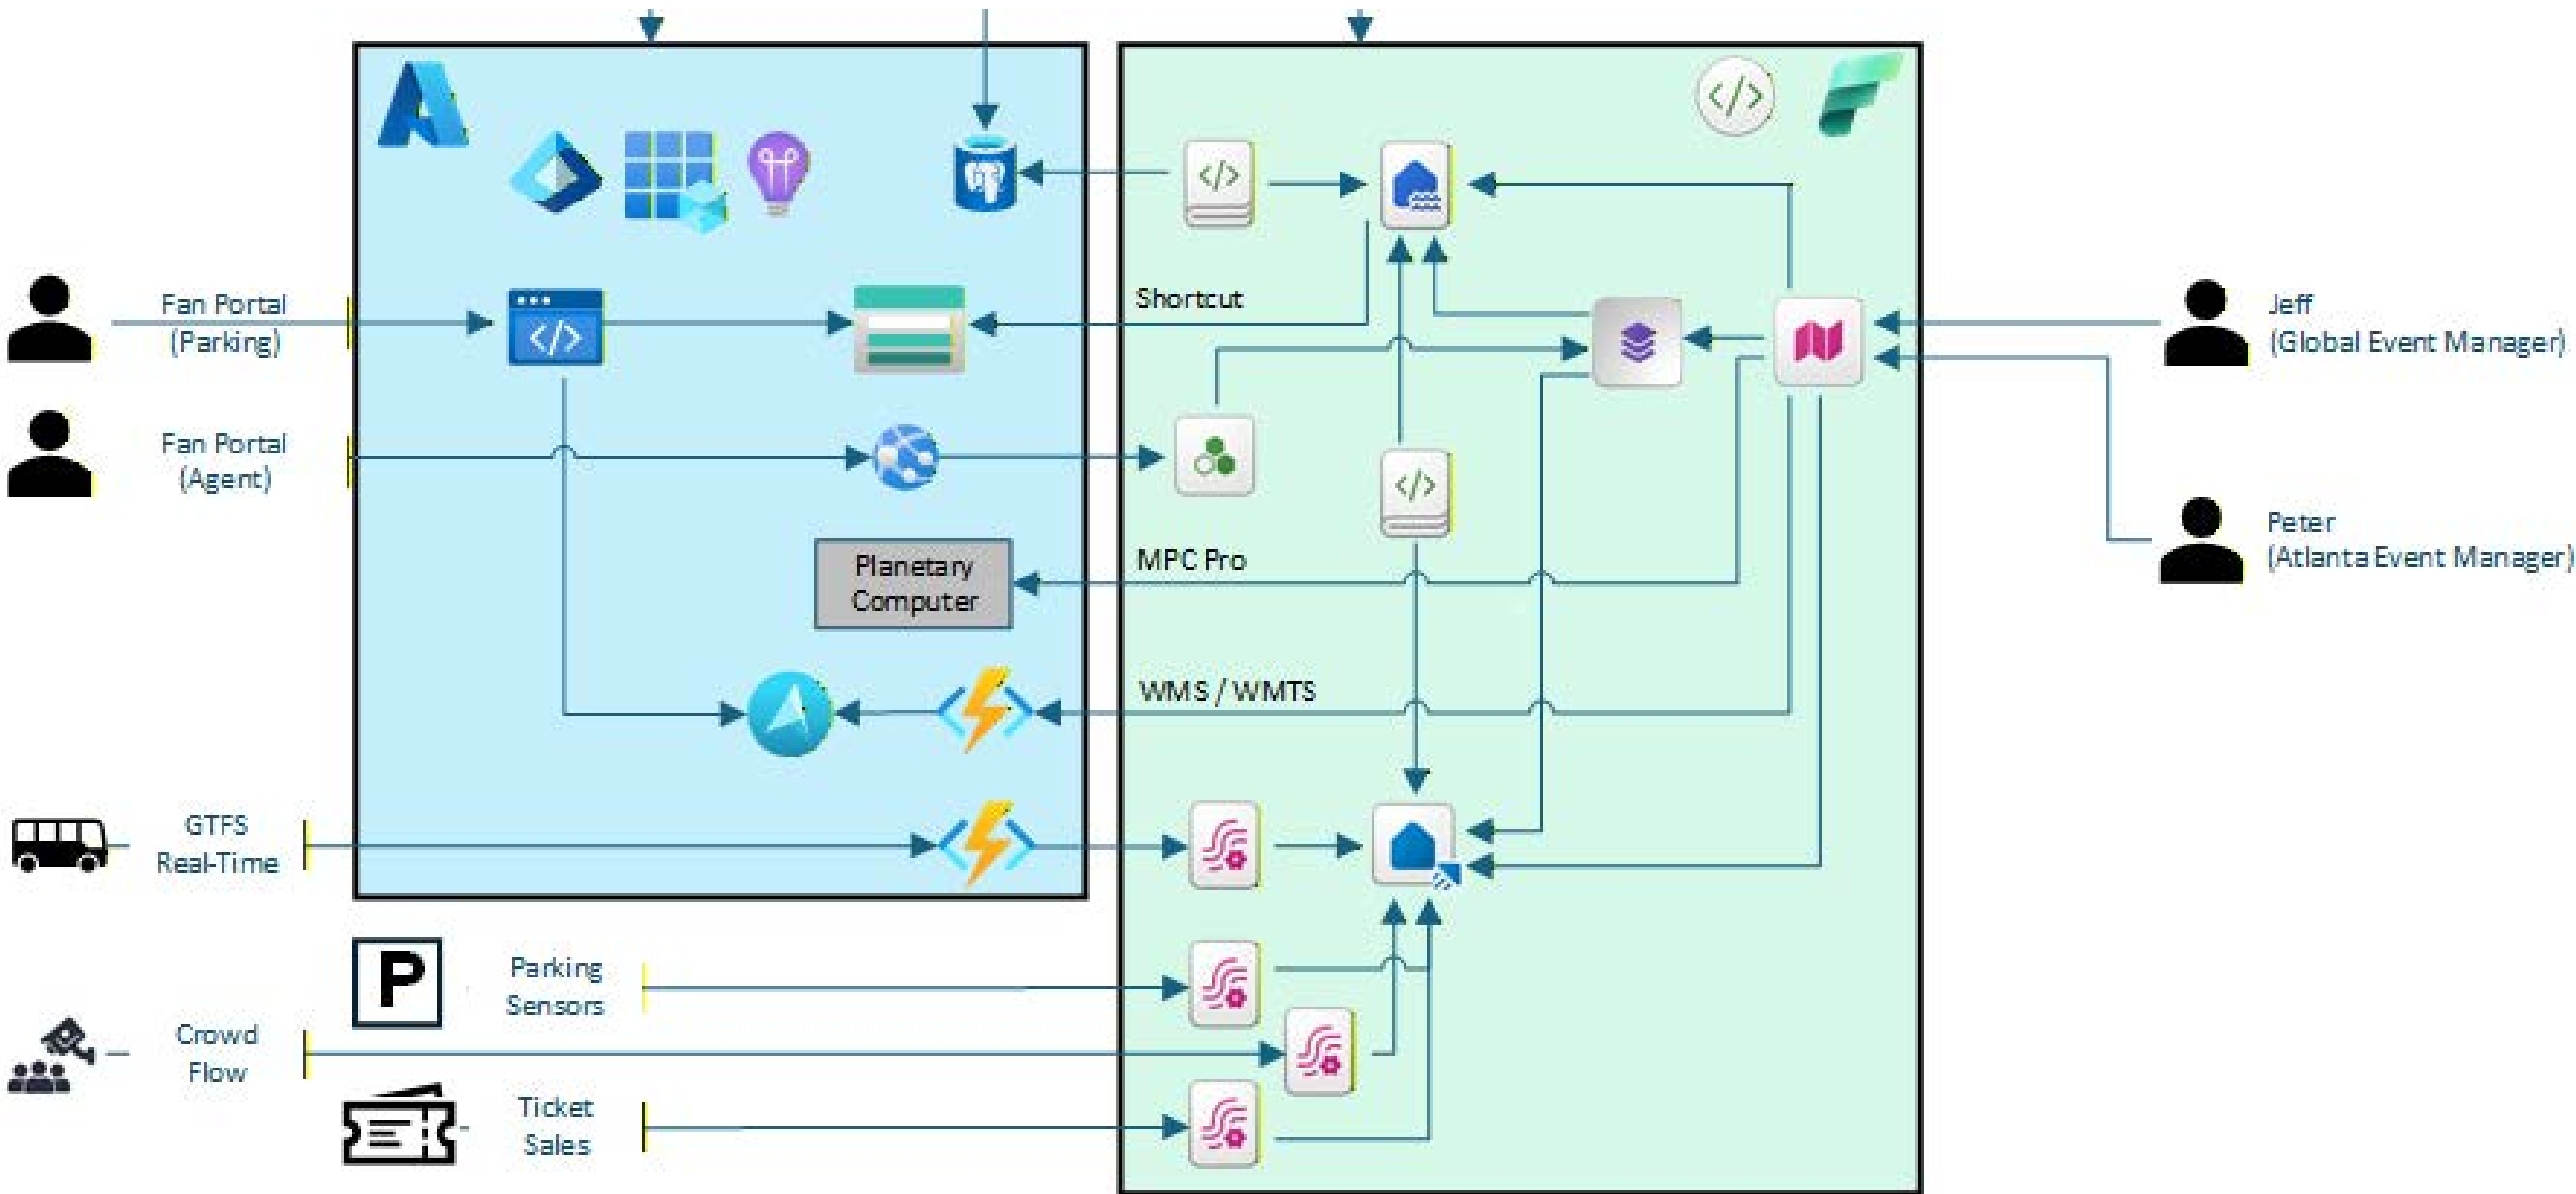 Fan Portal
(Parking)
Shortcut
Jeff
(Global Event Manager)
Fan Portal
(Agent)
Planetary
Computer
MPC Pro
Peter
(Atlanta Event Manager)
WMS / WMTS
GTFS
Real-Time
P
Parking
Sensors
Crowd
Flow
Ticket
Sales